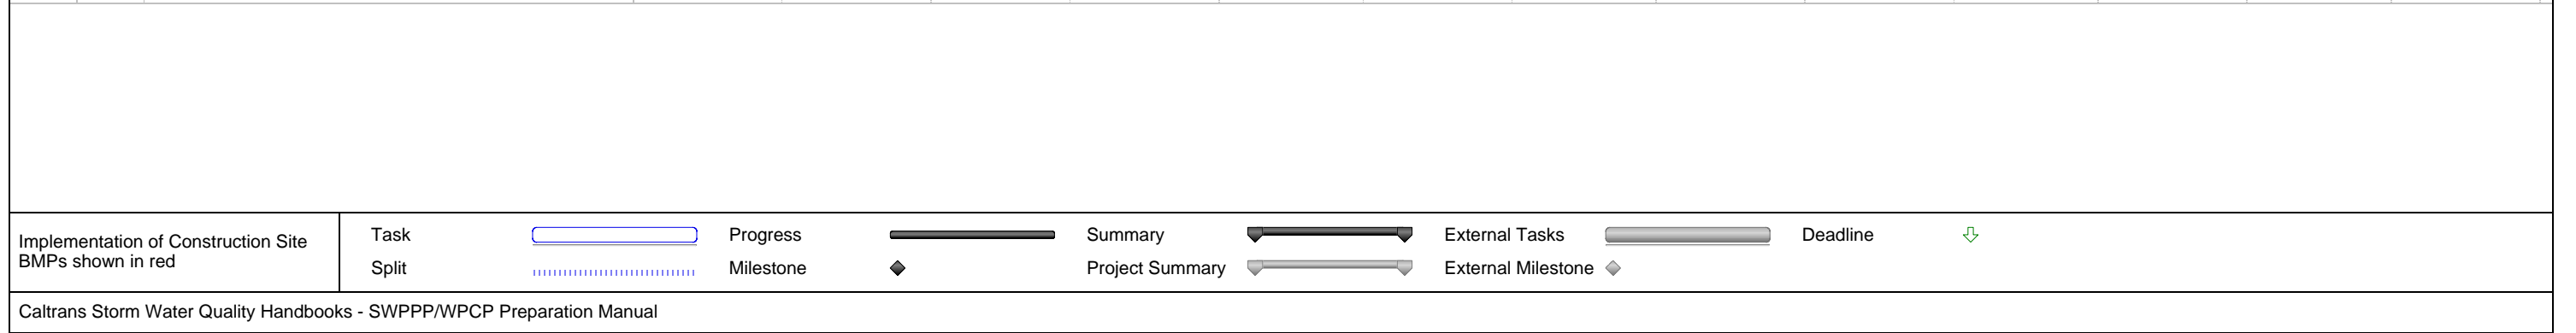 Implementation of Construction Site
BMPs shown in red
Task
Split
Progress
Milestone
Summary
Project Summary
External Tasks
External Milestone
Deadline
Caltrans Storm Water Quality Handbooks - SWPPP/WPCP Preparation Manual